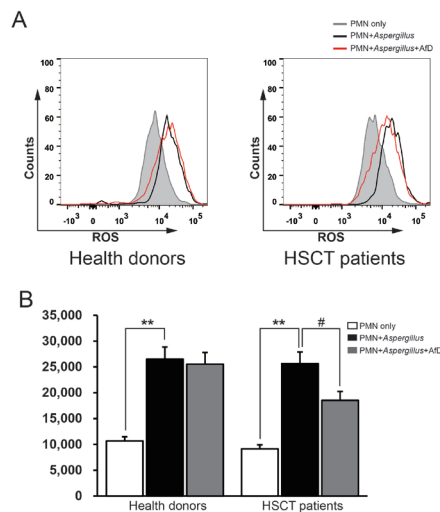 A
PMN only
PMN+Aspergillus
PMN+Aspergillus+AfD
100
80
60
40
20
0
Counts
-10³ 0 10³ 10⁴ 10⁵
ROS
Health donors
100
80
60
40
20
0
Counts
-10³ 0 10³ 10⁴ 10⁵
ROS
HSCT patients
B
35,000
30,000
25,000
20,000
15,000
10,000
5,000
0
**
**
#
PMN only
PMN+Aspergillus
PMN+Aspergillus+AfD
Health donors
HSCT patients